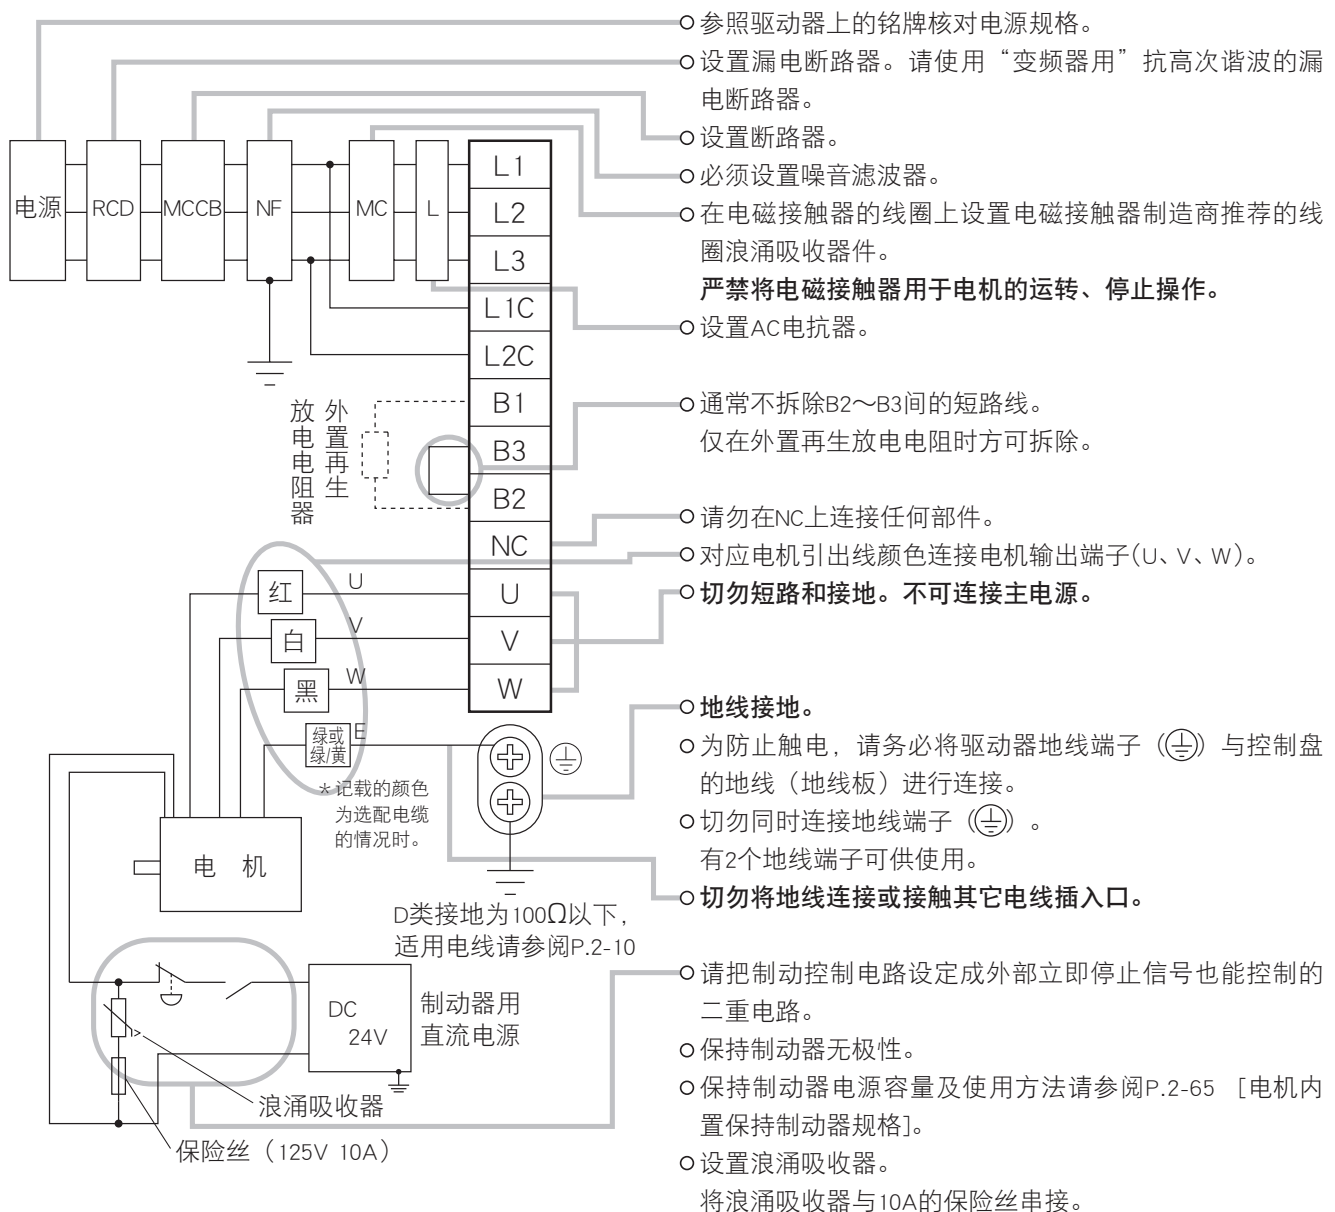 参照驱动器上的铭牌核对电源规格。
设置漏电断路器。请使用“变频器用”抗高次谐波的漏
电断路器。
设置断路器。
必须设置噪音滤波器。
在电磁接触器的线圈上设置电磁接触器制造商推荐的线
圈浪涌吸收器件。
严禁将电磁接触器用于电机的运转、停止操作。
设置AC电抗器。
通常不拆除B2～B3间的短路线。
仅在外置再生放电电阻时方可拆除。
请勿在NC上连接任何部件。
对应电机引出线颜色连接电机输出端子(U、V、W)。
切勿短路和接地。不可连接主电源。
地线接地。
为防止触电，请务必将驱动器地线端子（⏚）与控制盘
的地线（地线板）进行连接。
切勿同时连接地线端子（⏚）。
有2个地线端子可供使用。
切勿将地线连接或接触其它电线插入口。
请把制动控制电路设定成外部立即停止信号也能控制的
二重电路。
保持制动器无极性。
保持制动器电源容量及使用方法请参阅P.2-65 [电机内
置保持制动器规格]。
设置浪涌吸收器。
将浪涌吸收器与10A的保险丝串接。
电源
RCD
MCCB
NF
MC
L
L1
L2
L3
L1C
L2C
B1
B3
B2
NC
U
V
W
外置再生
放电电阻器
红
U
白
V
黑
W
绿或
绿/黄
E
＊记载的颜色
为选配电缆
的情况时。
电 机
D类接地为100Ω以下，
适用电线请参阅P.2-10
DC
24V
制动器用
直流电源
浪涌吸收器
保险丝（125V 10A）